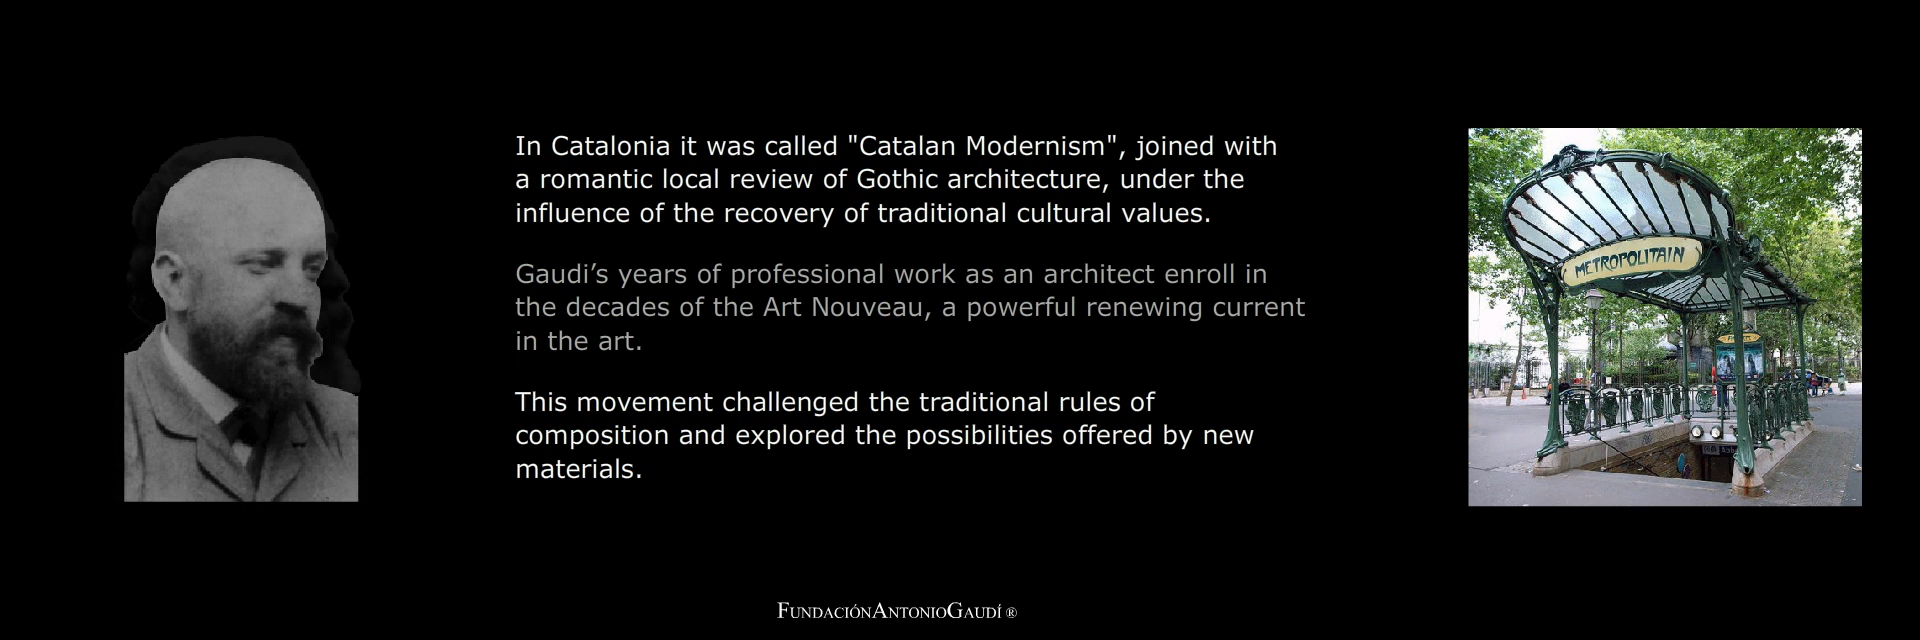 In Catalonia it was called "Catalan Modernism", joined with
a romantic local review of Gothic architecture, under the
influence of the recovery of traditional cultural values.
Gaudi’s years of professional work as an architect enroll in
the decades of the Art Nouveau, a powerful renewing current
in the art.
This movement challenged the traditional rules of
composition and explored the possibilities offered by new
materials.
METROPOLITAIN
FUNDACIÓNANTONIOGAUDÍ ®